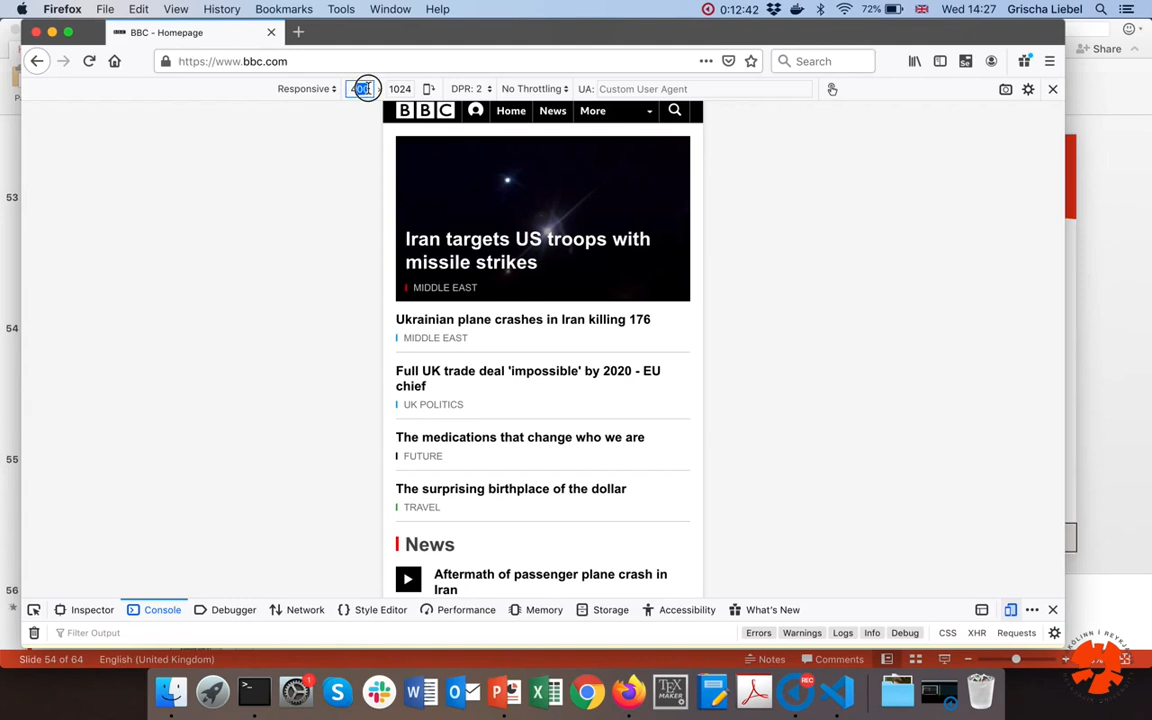 Firefox File Edit View History Bookmarks Tools Window Help 0:12:42 72% Wed 14:27 Grischa Liebel
BBC - Homepage
Share
https://www.bbc.com Search
Responsive 400 1024 DPR: 2 No Throttling UA: Custom User Agent
BBC Home News More
53
Iran targets US troops with
missile strikes
MIDDLE EAST
Ukrainian plane crashes in Iran killing 176
54
MIDDLE EAST
Full UK trade deal 'impossible' by 2020 - EU
chief
UK POLITICS
The medications that change who we are
55
FUTURE
The surprising birthplace of the dollar
TRAVEL
News
Aftermath of passenger plane crash in
Iran
56
Inspector Console Debugger Network Style Editor Performance Memory Storage Accessibility What's New
Filter Output Errors Warnings Logs Info Debug CSS XHR Requests
Slide 54 of 64 English (United Kingdom) Notes Comments